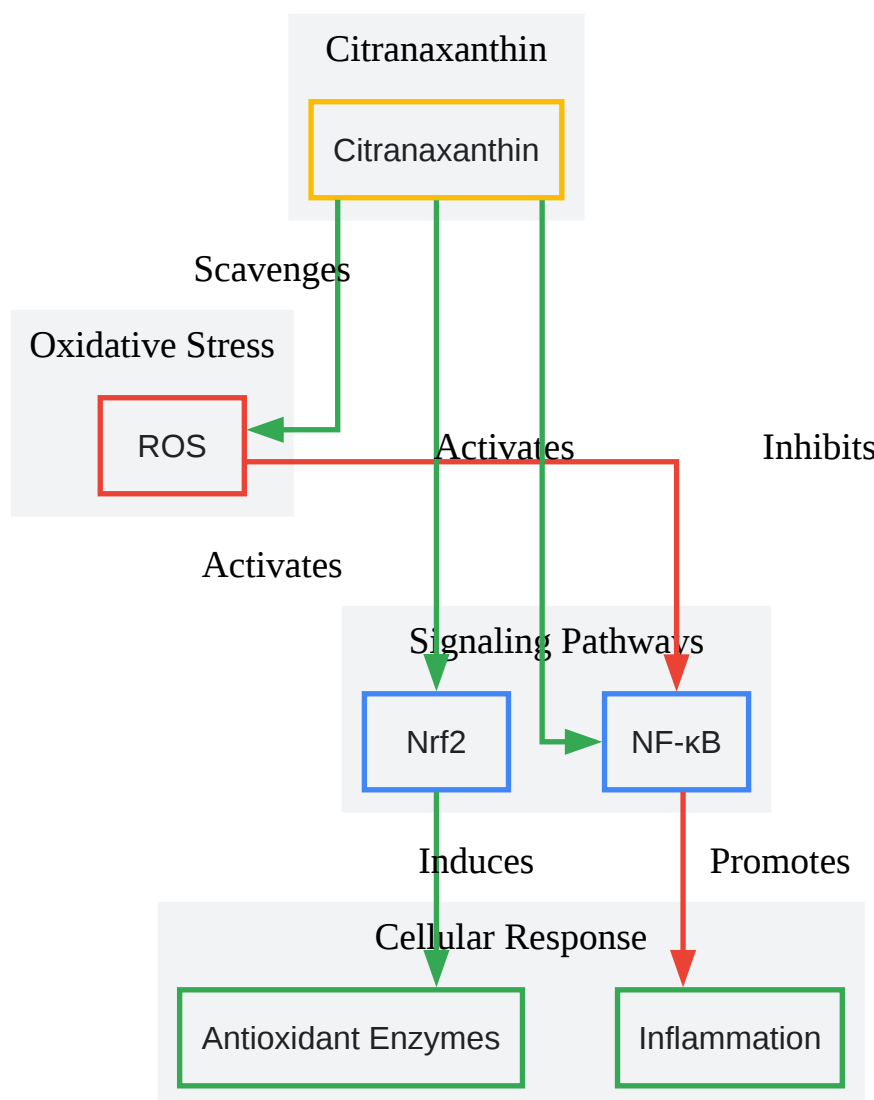 Citranaxanthin
Citranaxanthin
Scavenges
Oxidative Stress
ROS
Activates
Inhibits
Activates
Signaling Pathways
Nrf2
NF-κB
Induces
Promotes
Cellular Response
Antioxidant Enzymes
Inflammation